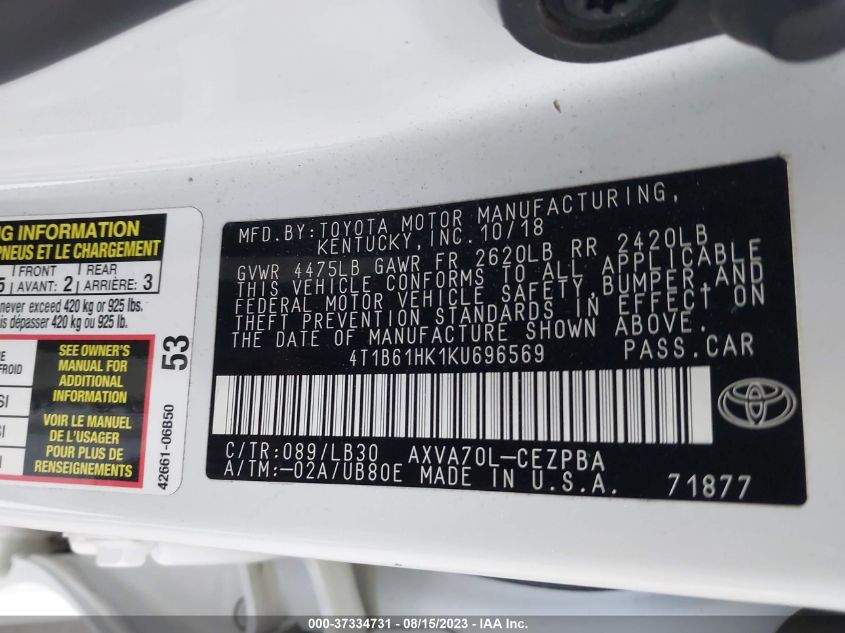 NG INFORMATION
PNEUS ET LE CHARGEMENT
5 FRONT AVANT: 2 REAR ARRIÈRE: 3
never exceed 420 kg or 925 lbs.
dépasser 420 kg ou 925 lb.
SEE OWNER'S
MANUAL FOR
ADDITIONAL
INFORMATION
FROID
VOIR LE MANUEL
DE L'USAGER
POUR PLUS DE
RENSEIGNEMENTS
53
42661-06B50
MFD.BY:TOYOTA MOTOR MANUFACTURING,
KENTUCKY, INC. 10/18
GVWR 4475LB GAWR FR 2620LB RR 2420LB
THIS VEHICLE CONFORMS TO ALL APPLICABLE
FEDERAL MOTOR VEHICLE SAFETY, BUMPER, AND
THEFT PREVENTION STANDARDS IN EFFECT ON
THE DATE OF MANUFACTURE SHOWN ABOVE.
4T1B61HK1KU696569 PASS.CAR
C/TR:089/LB30 AXVA70L-CEZPBA
A/TM:-02A/UB80E MADE IN U.S.A. 71877
000-37334731 - 08/15/2023 - IAA Inc.